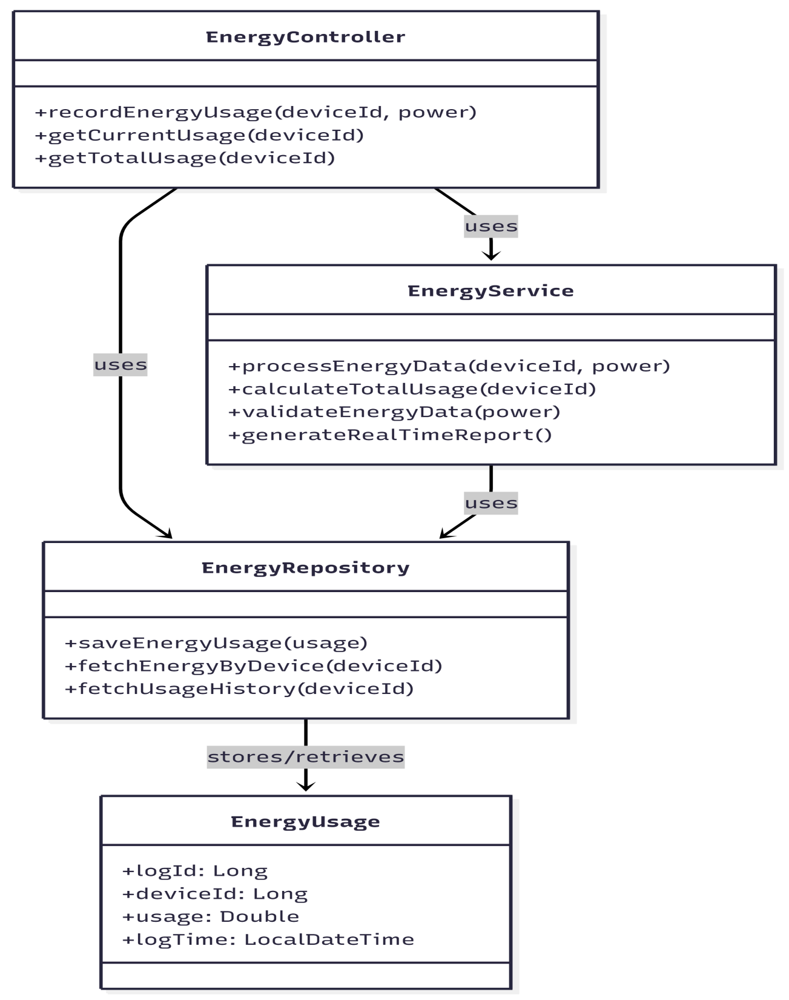 EnergyController
+recordEnergyUsage(deviceId, power)
+getCurrentUsage(deviceId)
+getTotalUsage(deviceId)
uses
EnergyService
+processEnergyData(deviceId, power)
+calculateTotalUsage(deviceId)
+validateEnergyData(power)
+generateRealTimeReport()
uses
uses
EnergyRepository
+saveEnergyUsage(usage)
+fetchEnergyByDevice(deviceId)
+fetchUsageHistory(deviceId)
stores/retrieves
EnergyUsage
+logId: Long
+deviceId: Long
+usage: Double
+logTime: LocalDateTime